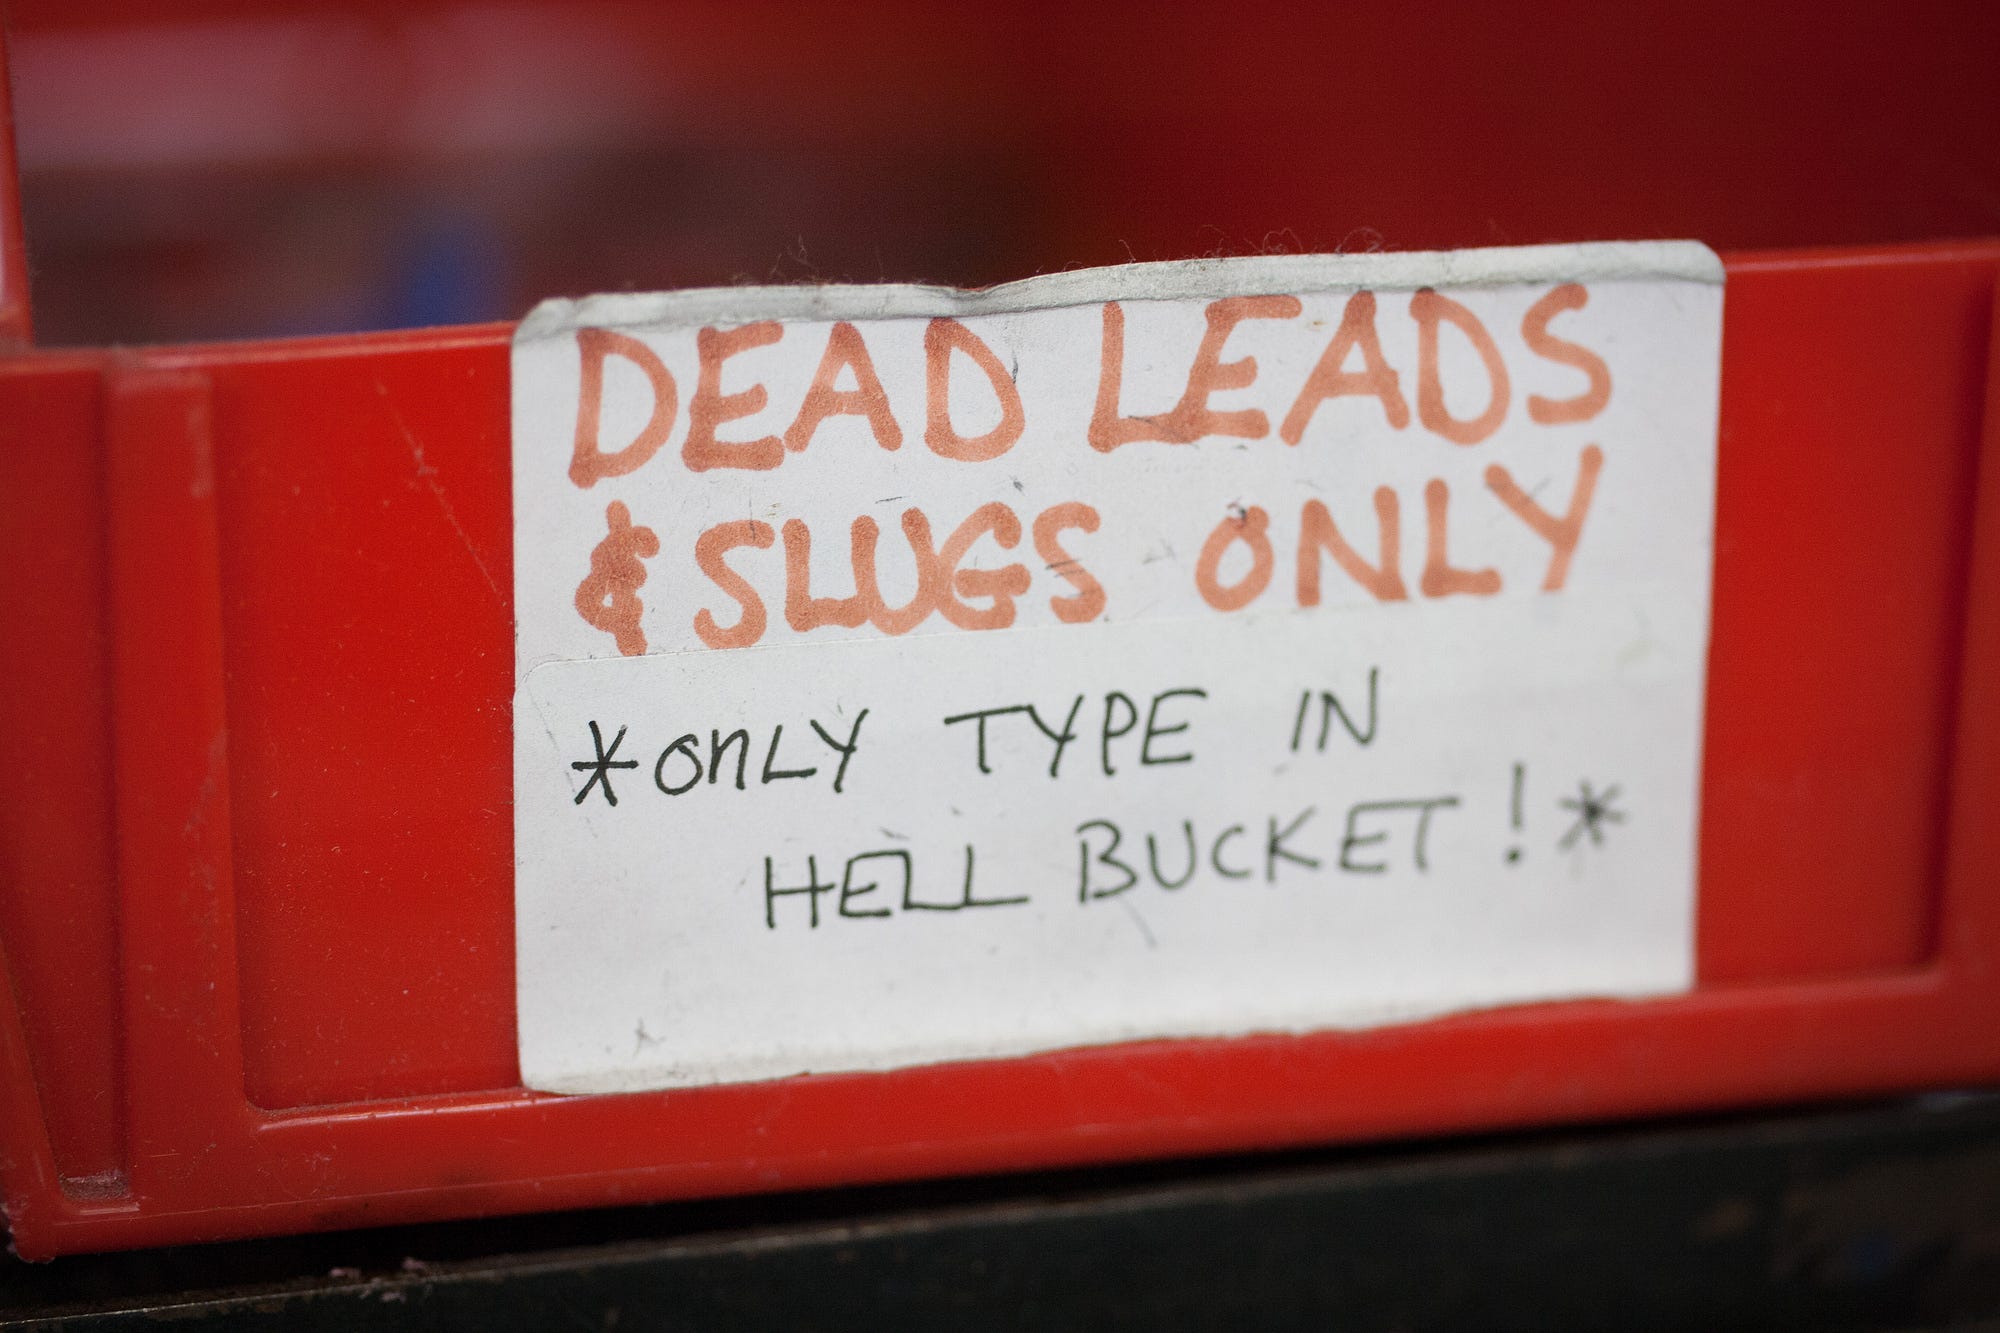 DEAD LEADS
& SLUGS ONLY
*ONLY TYPE IN
HELL BUCKET!*